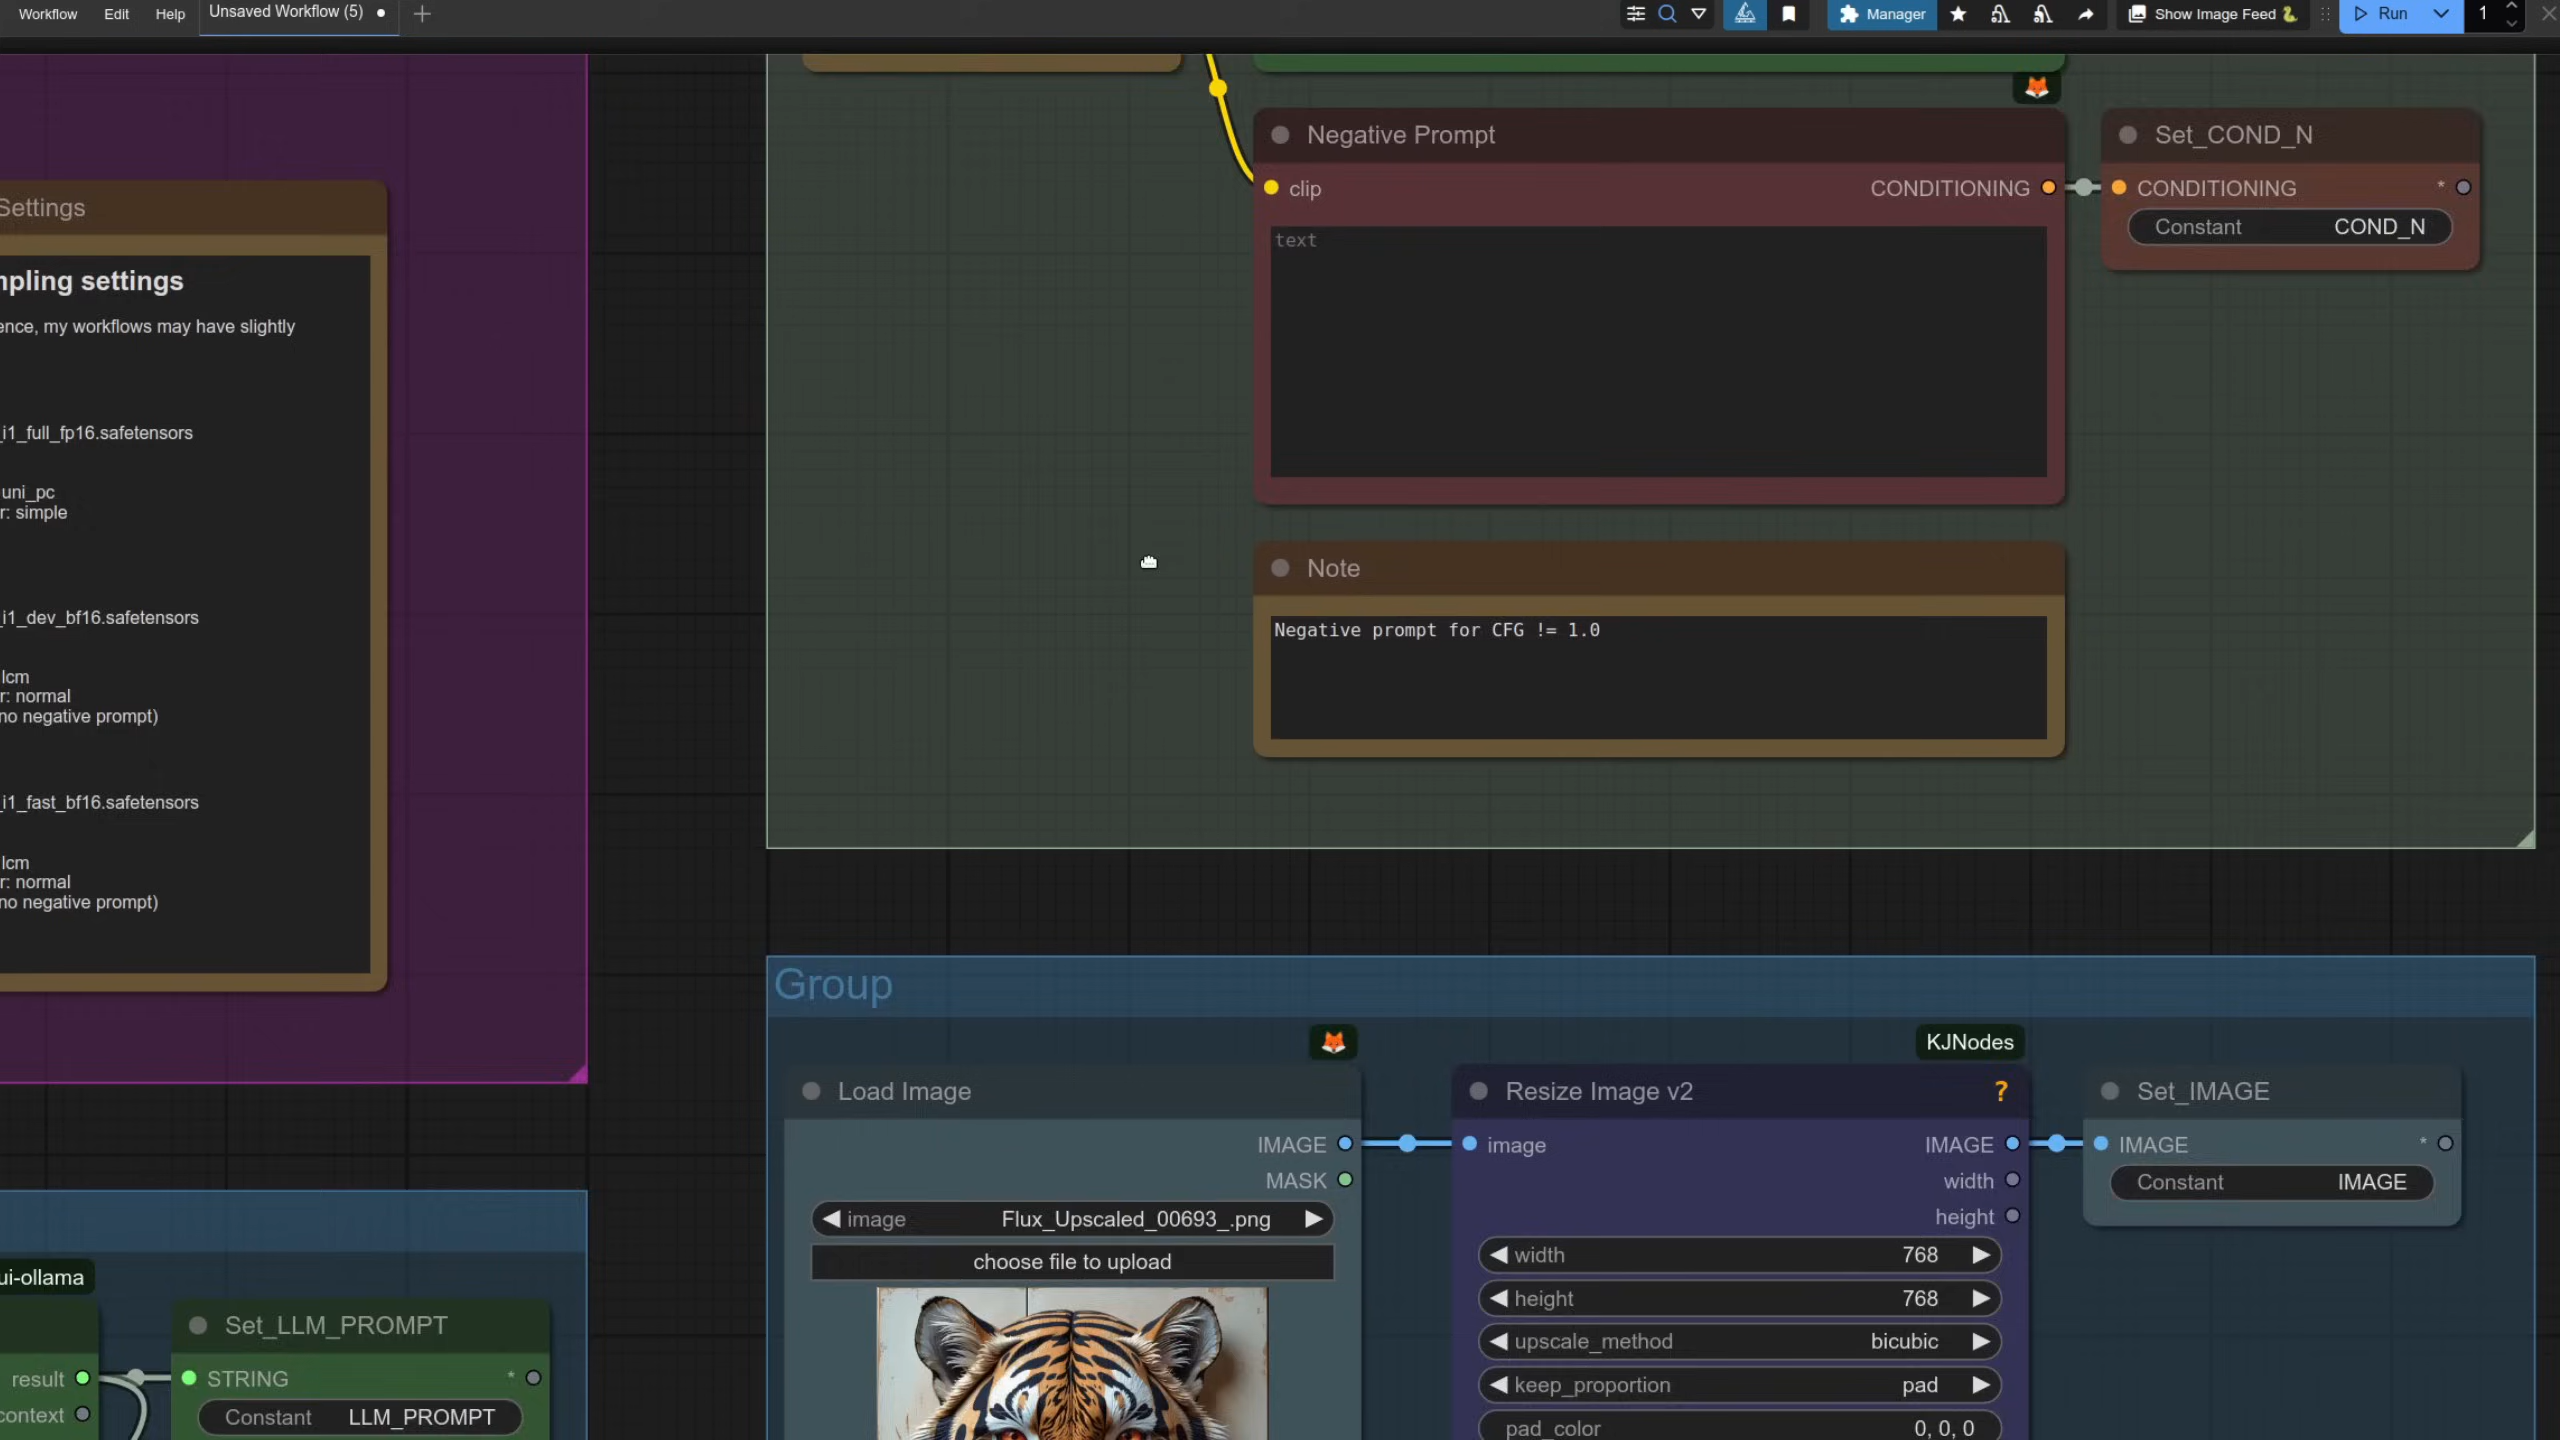 Workflow Edit Help Unsaved Workflow (5)
Manager Show Image Feed Run 1
Negative Prompt
clip CONDITIONING
text
Set_COND_N
CONDITIONING *
Constant COND_N
Note
Negative prompt for CFG != 1.0
Settings
mpling settings
ence, my workflows may have slightly
_i1_full_fp16.safetensors
uni_pc
r: simple
_i1_dev_bf16.safetensors
lcm
r: normal
no negative prompt)
_i1_fast_bf16.safetensors
lcm
r: normal
no negative prompt)
Group
Load Image
IMAGE
MASK
image Flux_Upscaled_00693_.png
choose file to upload
KJNodes
Resize Image v2 ?
image IMAGE
width
height
width 768
height 768
upscale_method bicubic
keep_proportion pad
pad_color 0, 0, 0
Set_IMAGE
IMAGE *
Constant IMAGE
ui-ollama
result
context
Set_LLM_PROMPT
STRING *
Constant LLM_PROMPT